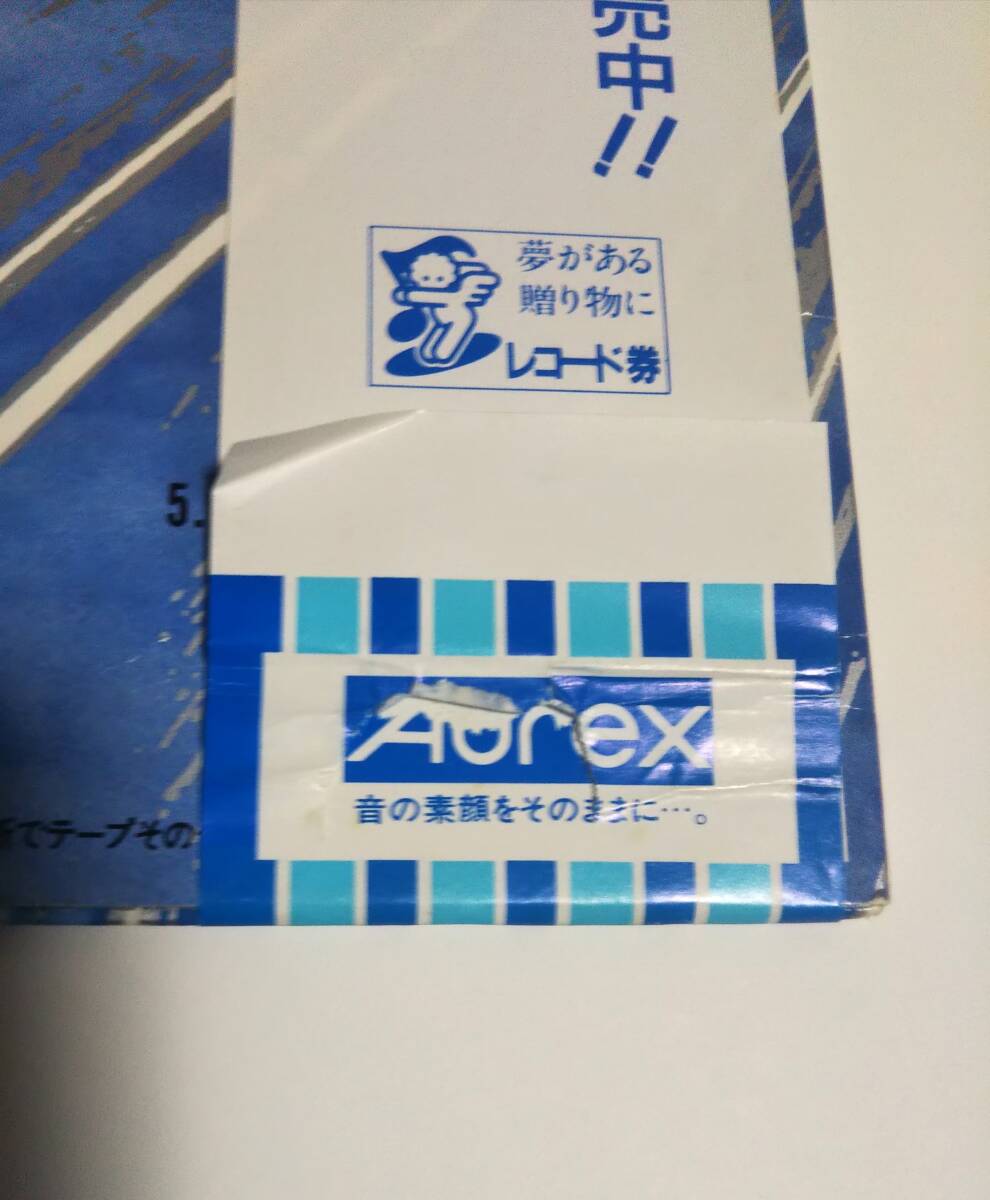 売中!!
夢がある
贈り物に
レコード券
5.
Aurex
音の素顔をそのままに…。
てテープその